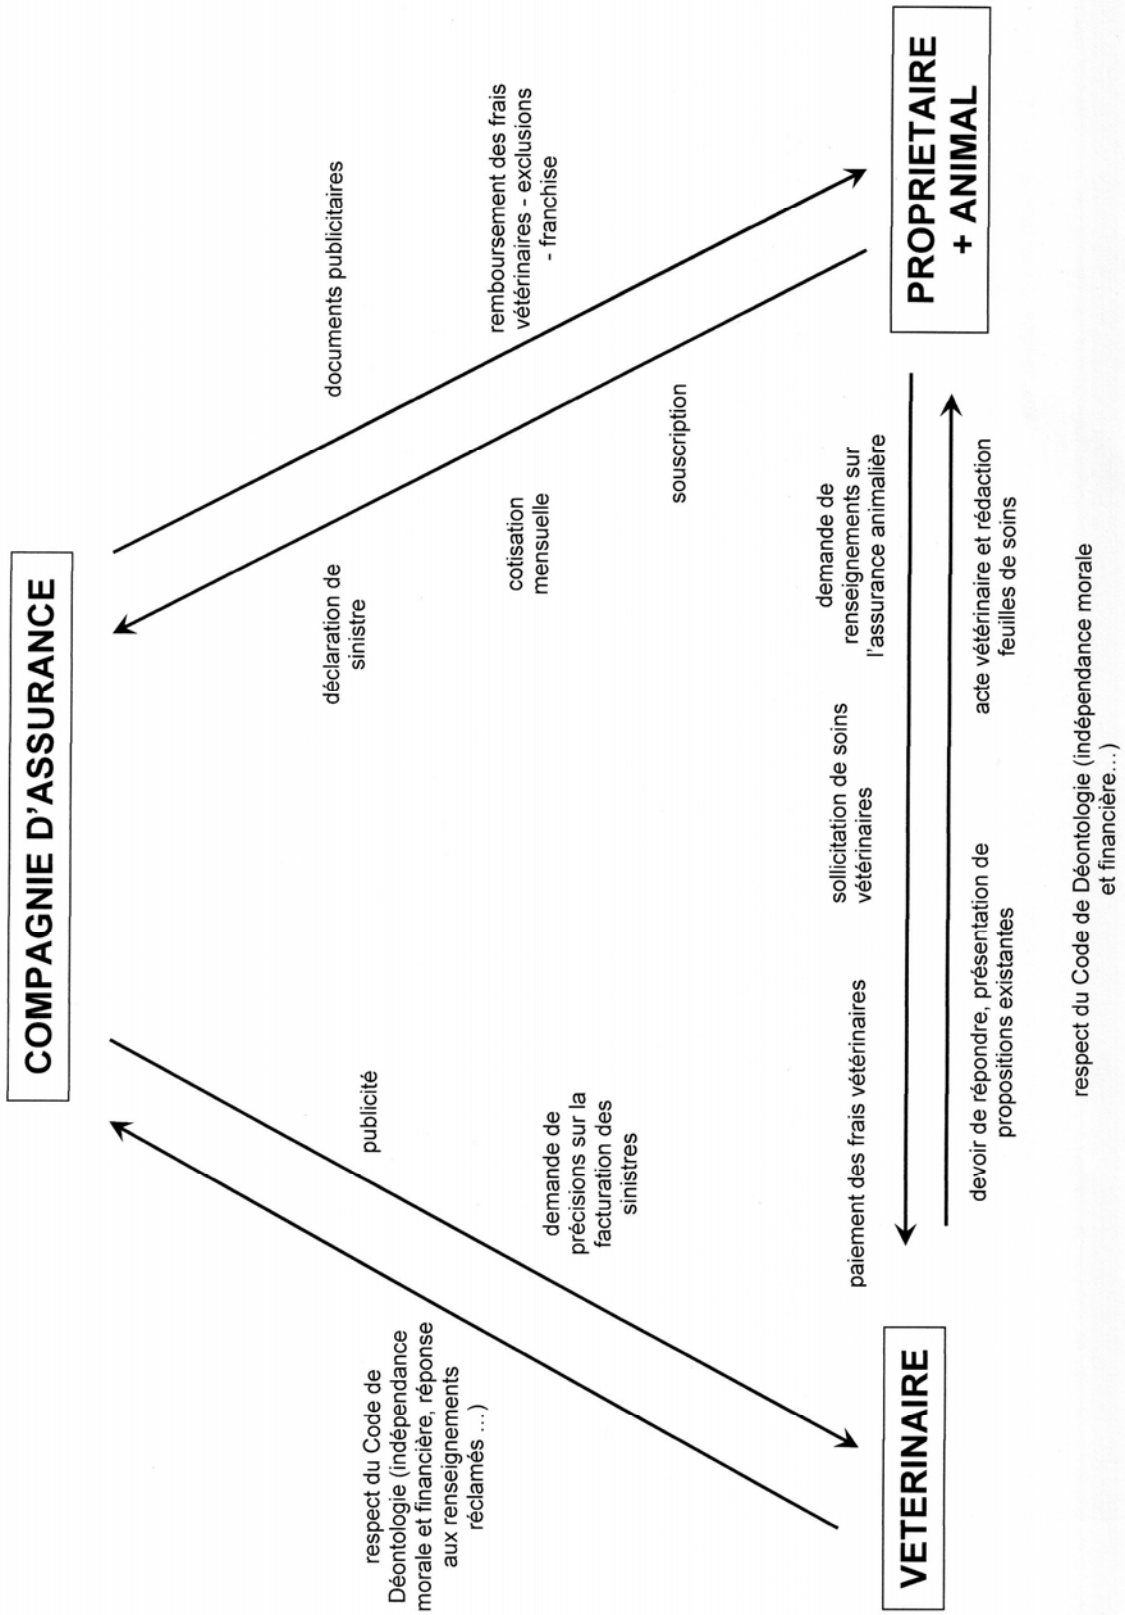 COMPAGNIE D'ASSURANCE
documents publicitaires
déclaration de
sinistre
publicité
respect du Code de
Déontologie (indépendance
morale et financière, réponse
aux renseignements
réclamés ...)
remboursement des frais
vétérinaires - exclusions
- franchise
cotisation
mensuelle
demande de
précisions sur la
facturation des
sinistres
souscription
paiement des frais vétérinaires
sollicitation de soins
vétérinaires
demande de
renseignements sur
l'assurance animalière
VETERINAIRE
PROPRIETAIRE
+ ANIMAL
devoir de répondre, présentation de
propositions existantes
acte vétérinaire et rédaction
feuilles de soins
respect du Code de Déontologie (indépendance morale
et financière...)